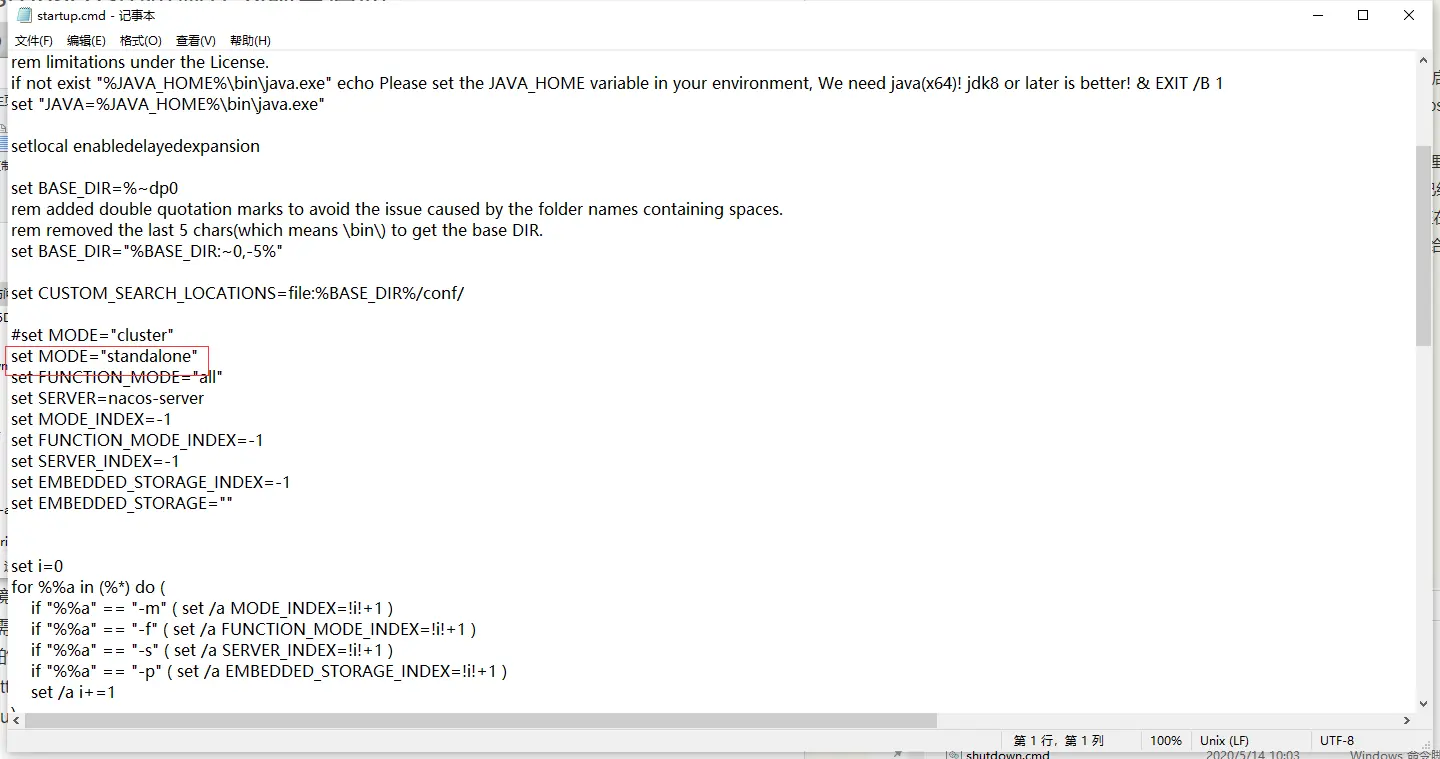 startup.cmd - 记事本
文件(F) 编辑(E) 格式(O) 查看(V) 帮助(H)
rem limitations under the License.
if not exist "%JAVA_HOME%\bin\java.exe" echo Please set the JAVA_HOME variable in your environment, We need java(x64)! jdk8 or later is better! & EXIT /B 1
set "JAVA=%JAVA_HOME%\bin\java.exe"
setlocal enabledelayedexpansion
set BASE_DIR=%~dp0
rem added double quotation marks to avoid the issue caused by the folder names containing spaces.
rem removed the last 5 chars(which means \bin\) to get the base DIR.
set BASE_DIR="%BASE_DIR:~0,-5%"
set CUSTOM_SEARCH_LOCATIONS=file:%BASE_DIR%/conf/
#set MODE="cluster"
set MODE="standalone"
set FUNCTION_MODE="all"
set SERVER=nacos-server
set MODE_INDEX=-1
set FUNCTION_MODE_INDEX=-1
set SERVER_INDEX=-1
set EMBEDDED_STORAGE_INDEX=-1
set EMBEDDED_STORAGE=""
set i=0
for %%a in (%*) do (
if "%%a" == "-m" ( set /a MODE_INDEX=!i!+1 )
if "%%a" == "-f" ( set /a FUNCTION_MODE_INDEX=!i!+1 )
if "%%a" == "-s" ( set /a SERVER_INDEX=!i!+1 )
if "%%a" == "-p" ( set /a EMBEDDED_STORAGE_INDEX=!i!+1 )
set /a i+=1
第 1 行，第 1 列 100% Unix (LF) UTF-8
shutdown.cmd 2020/5/14 10:03 Windows 命令脚